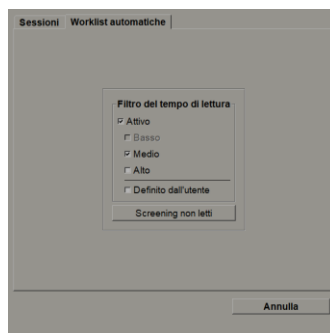 Sessioni Worklist automatiche
Filtro del tempo di lettura
Attivo
Basso
Medio
Alto
Definito dall'utente
Screening non letti
Annulla